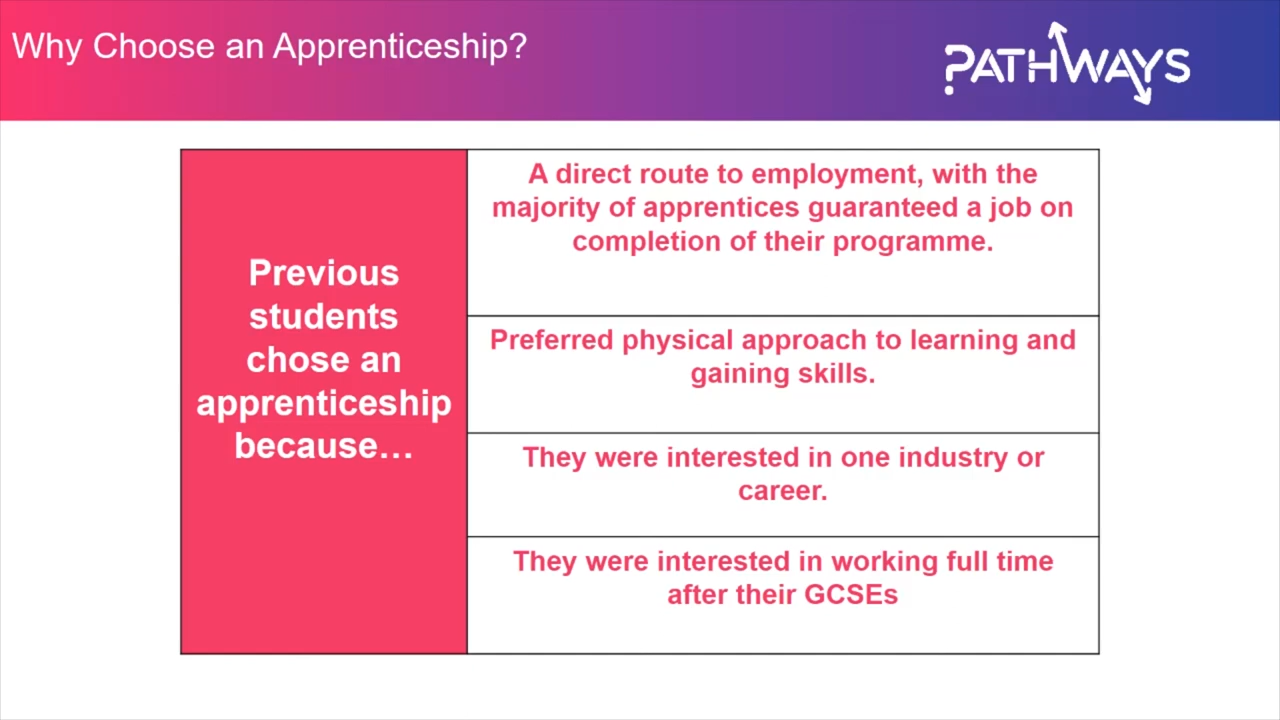 Why Choose an Apprenticeship?
PATHWAYS
Previous
students
chose an
apprenticeship
because…
A direct route to employment, with the
majority of apprentices guaranteed a job on
completion of their programme.
Preferred physical approach to learning and
gaining skills.
They were interested in one industry or
career.
They were interested in working full time
after their GCSEs